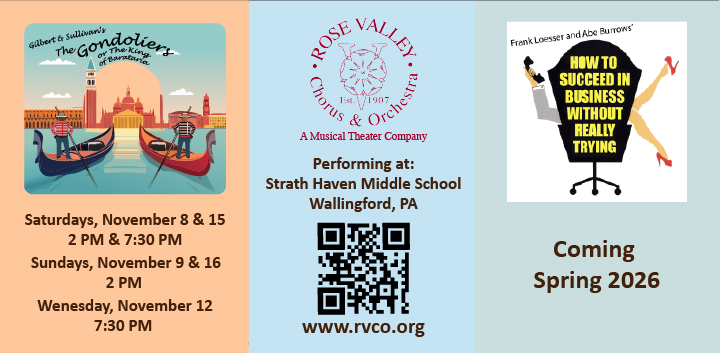 Gilbert & Sullivan's
The Gondoliers
or The King
of Barataria
Saturdays, November 8 & 15
2 PM & 7:30 PM
Sundays, November 9 & 16
2 PM
Wenesday, November 12
7:30 PM
ROSE VALLEY
Est. 1907
Chorus & Orchestra
A Musical Theater Company
Performing at:
Strath Haven Middle School
Wallingford, PA
www.rvco.org
Frank Loesser and Abe Burrows'
HOW TO
SUCCEED IN
BUSINESS
WITHOUT
REALLY
TRYING
Coming
Spring 2026